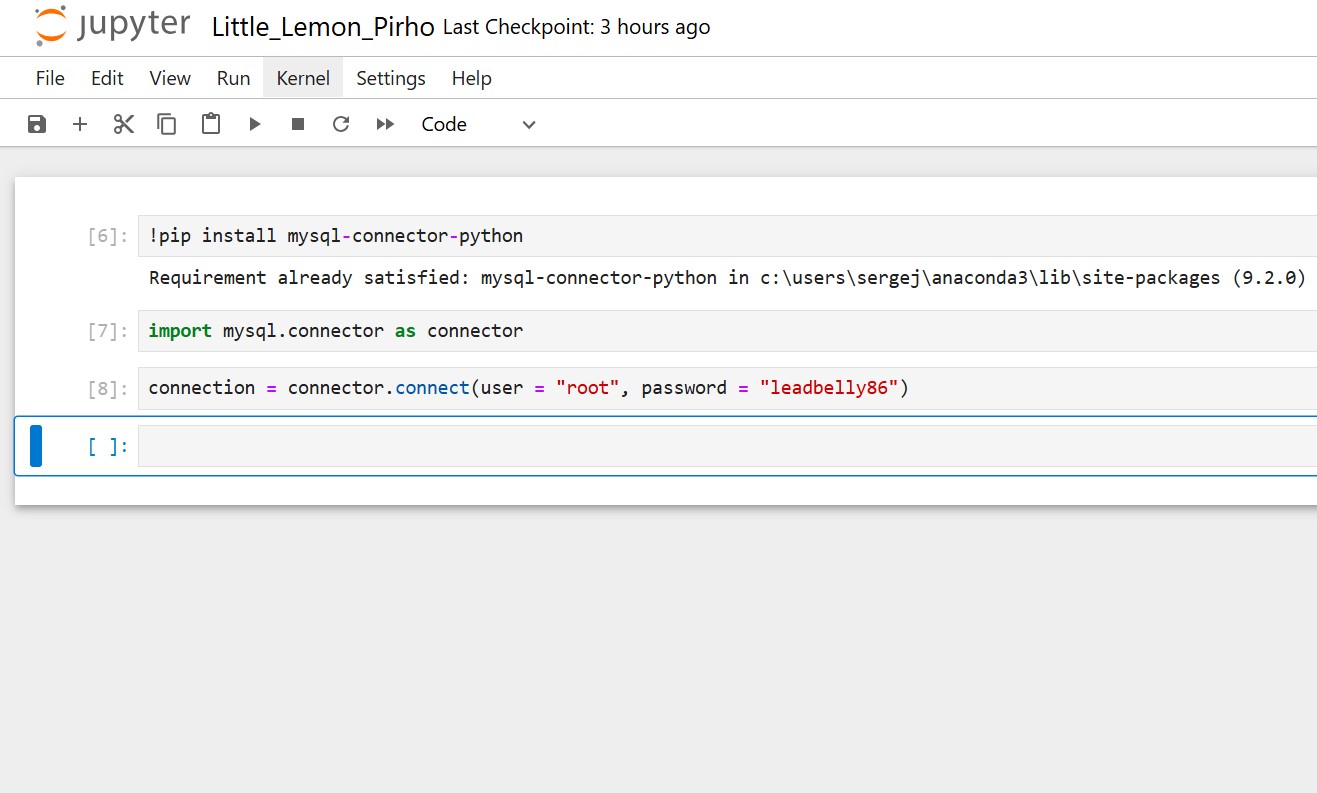 jupyter Little_Lemon_Pirho Last Checkpoint: 3 hours ago
File Edit View Run Kernel Settings Help
Code
[6]: !pip install mysql-connector-python
Requirement already satisfied: mysql-connector-python in c:\users\sergej\anaconda3\lib\site-packages (9.2.0)
[7]: import mysql.connector as connector
[8]: connection = connector.connect(user = "root", password = "leadbelly86")
[ ]: